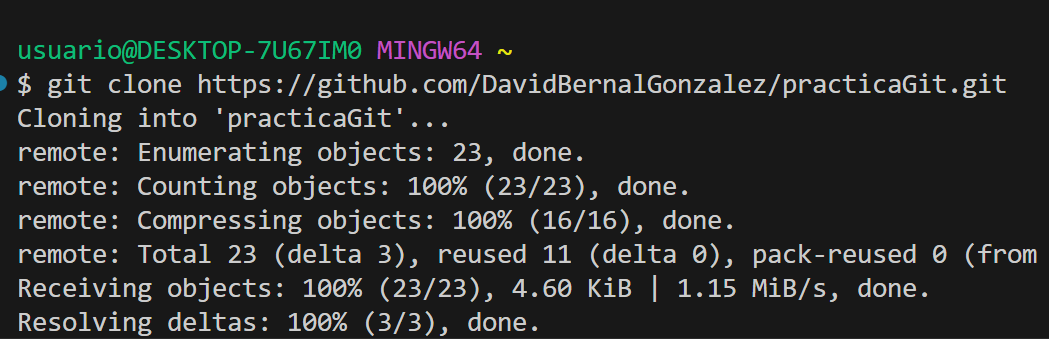 usuario@DESKTOP-7U67IM0 MINGW64 ~
$ git clone https://github.com/DavidBernalGonzalez/practicaGit.git
Cloning into 'practicaGit'...
remote: Enumerating objects: 23, done.
remote: Counting objects: 100% (23/23), done.
remote: Compressing objects: 100% (16/16), done.
remote: Total 23 (delta 3), reused 11 (delta 0), pack-reused 0 (from
Receiving objects: 100% (23/23), 4.60 KiB | 1.15 MiB/s, done.
Resolving deltas: 100% (3/3), done.